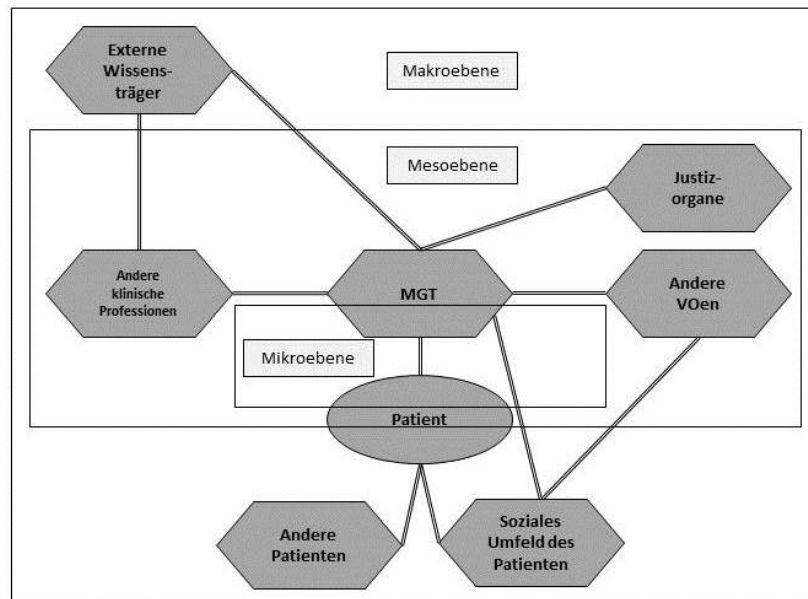 Externe
Wissens-
träger
Makroebene
Mesoebene
Justiz-
organe
Andere
klinische
Professionen
MGT
Andere
VOen
Mikroebene
Patient
Andere
Patienten
Soziales
Umfeld des
Patienten